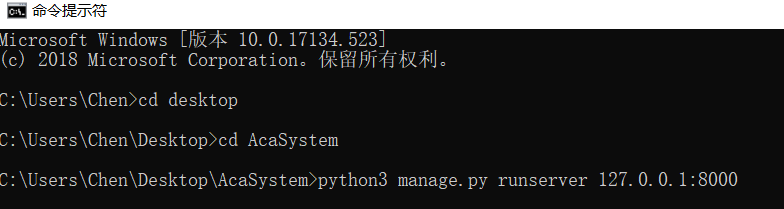 命令提示符
Microsoft Windows [版本 10.0.17134.523]
(c) 2018 Microsoft Corporation。保留所有权利。
C:\Users\Chen>cd desktop
C:\Users\Chen\Desktop>cd AcaSystem
C:\Users\Chen\Desktop\AcaSystem>python3 manage.py runserver 127.0.0.1:8000